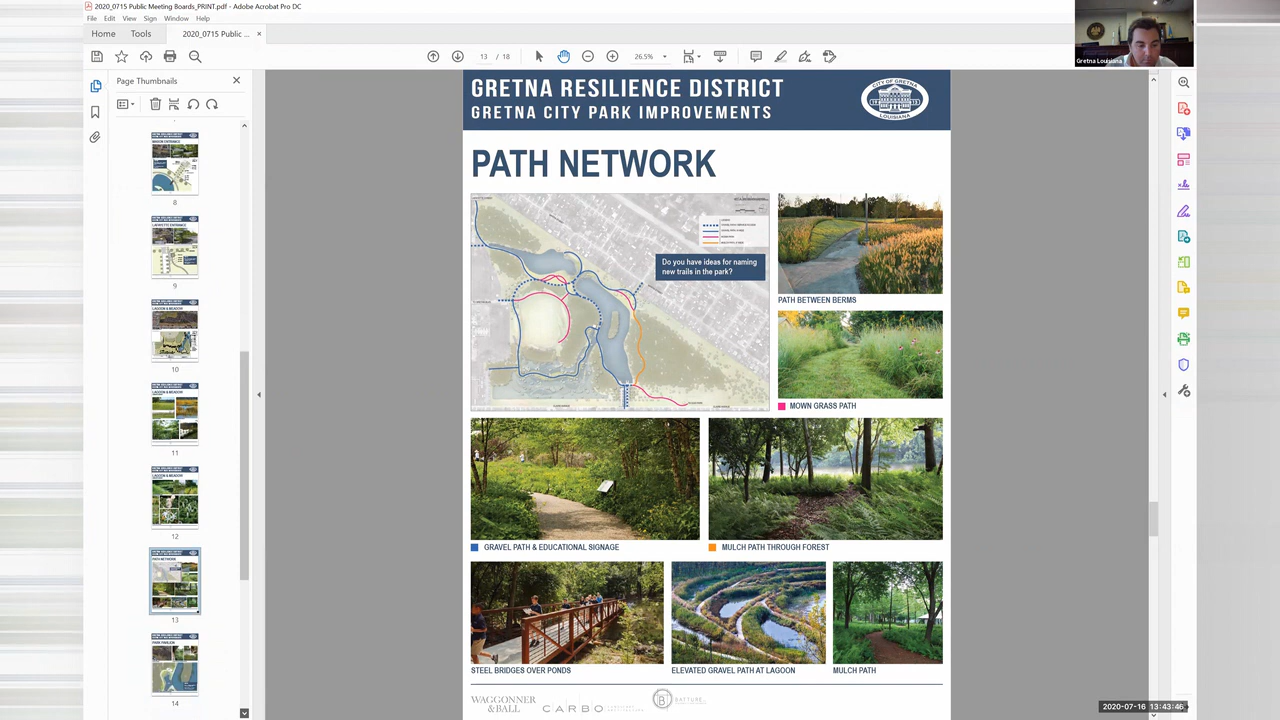 2020_0715 Public Meeting Boards_PRINT.pdf - Adobe Acrobat Pro DC
File Edit View Sign Window Help
Home Tools 2020_0715 Public ... ×
13 / 18 26.5%
Gretna Louisiana
Page Thumbnails
8
9
10
11
12
13
14
GRETNA RESILIENCE DISTRICT
GRETNA CITY PARK IMPROVEMENTS
CITY OF GRETNA
LOUISIANA
PATH NETWORK
Do you have ideas for naming
new trails in the park?
PATH BETWEEN BERMS
MOWN GRASS PATH
GRAVEL PATH & EDUCATIONAL SIGNAGE
MULCH PATH THROUGH FOREST
STEEL BRIDGES OVER PONDS
ELEVATED GRAVEL PATH AT LAGOON
MULCH PATH
WAGGONNER
& BALL
CARBO
BATTURE
2020-07-16 13:43:46